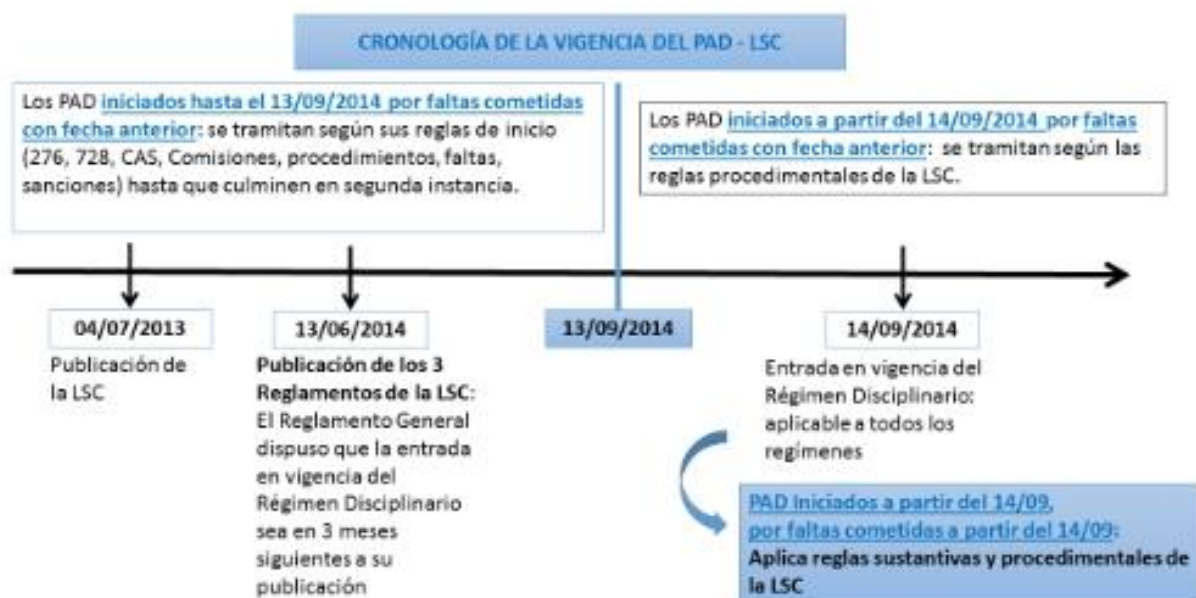 CRONOLOGÍA DE LA VIGENCIA DEL PAD - LSC
Los PAD iniciados hasta el 13/09/2014 por faltas cometidas
con fecha anterior: se tramitan según sus reglas de inicio
(276, 728, CAS, Comisiones, procedimientos, faltas,
sanciones) hasta que culminen en segunda instancia.
Los PAD iniciados a partir del 14/09/2014 por faltas
cometidas con fecha anterior: se tramitan según las
reglas procedimentales de la LSC.
04/07/2013
Publicación de
la LSC
13/06/2014
Publicación de los 3
Reglamentos de la LSC:
El Reglamento General
dispuso que la entrada
en vigencia del
Régimen Disciplinario
sea en 3 meses
siguientes a su
publicación
13/09/2014
14/09/2014
Entrada en vigencia del
Régimen Disciplinario:
aplicable a todos los
regímenes
PAD Iniciados a partir del 14/09,
por faltas cometidas a partir del 14/09:
Aplica reglas sustantivas y procedimentales de
la LSC